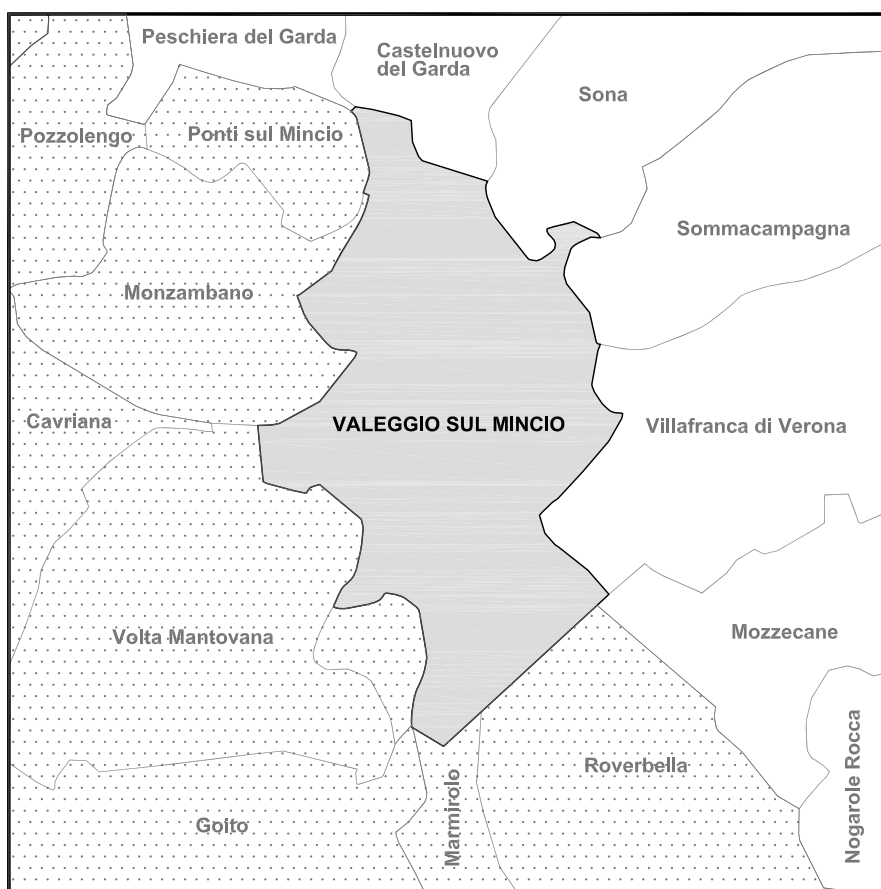 Peschiera del Garda
Castelnuovo
del Garda
Sona
Pozzolengo
Ponti sul Mincio
Sommacampagna
Monzambano
Cavriana
VALEGGIO SUL MINCIO
Villafranca di Verona
Volta Mantovana
Mozzecane
Roverbella
Goito
Marmirolo
Nogarole Rocca